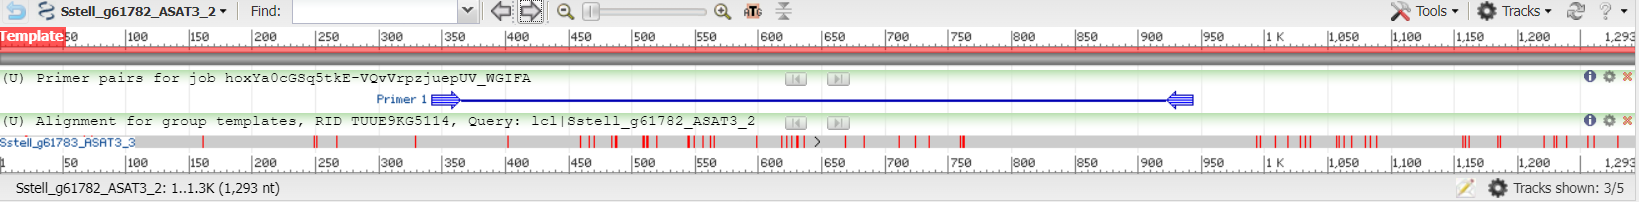 Sstell_g61782_ASAT3_2 Find: ATG Tools Tracks ?
Template 50 100 150 200 250 300 350 400 450 500 550 600 650 700 750 800 850 900 950 1 K 1,050 1,100 1,150 1,200 1,293
(U) Primer pairs for job hoxYa0cGSq5tkE-VQvVrpzjuepUV_WGIFA
Primer 1
(U) Alignment for group templates, RID TUUE9KG5114, Query: lcl|Sstell_g61782_ASAT3_2
Sstell_g61783_ASAT3_3
1 50 100 150 200 250 300 350 400 450 500 550 600 650 700 750 800 850 900 950 1 K 1,050 1,100 1,150 1,200 1,293
Sstell_g61782_ASAT3_2: 1..1.3K (1,293 nt) Tracks shown: 3/5